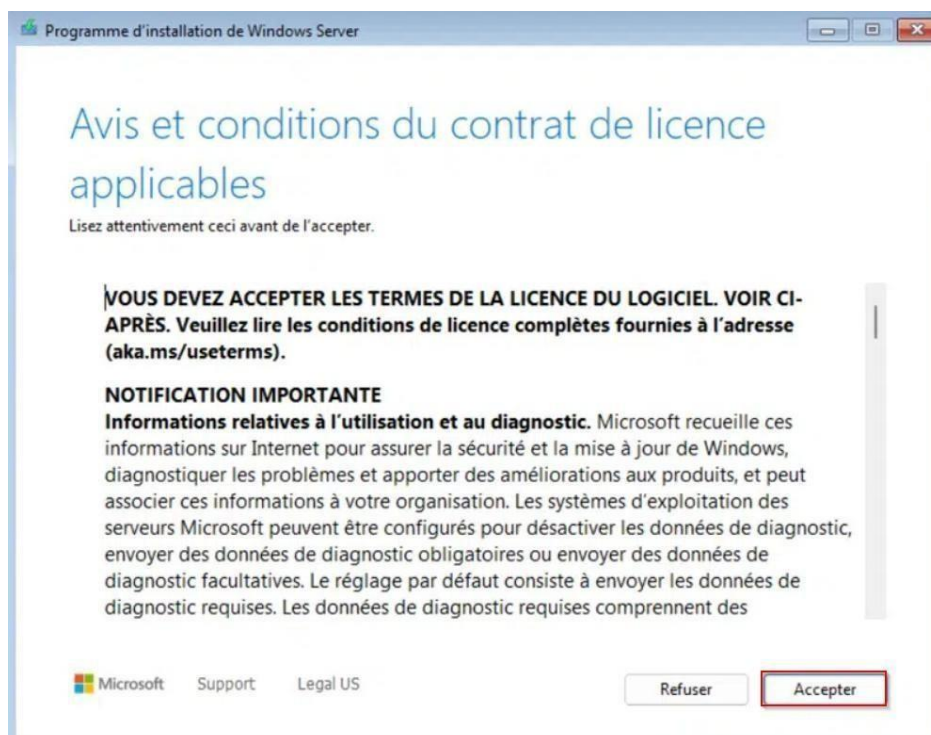 Programme d'installation de Windows Server
Avis et conditions du contrat de licence
applicables
Lisez attentivement ceci avant de l'accepter.
VOUS DEVEZ ACCEPTER LES TERMES DE LA LICENCE DU LOGICIEL. VOIR CI-
APRÈS. Veuillez lire les conditions de licence complètes fournies à l'adresse
(aka.ms/useterms).
NOTIFICATION IMPORTANTE
Informations relatives à l'utilisation et au diagnostic. Microsoft recueille ces
informations sur Internet pour assurer la sécurité et la mise à jour de Windows,
diagnostiquer les problèmes et apporter des améliorations aux produits, et peut
associer ces informations à votre organisation. Les systèmes d'exploitation des
serveurs Microsoft peuvent être configurés pour désactiver les données de diagnostic,
envoyer des données de diagnostic obligatoires ou envoyer des données de
diagnostic facultatives. Le réglage par défaut consiste à envoyer les données de
diagnostic requises. Les données de diagnostic requises comprennent des
Microsoft Support Legal US Refuser Accepter